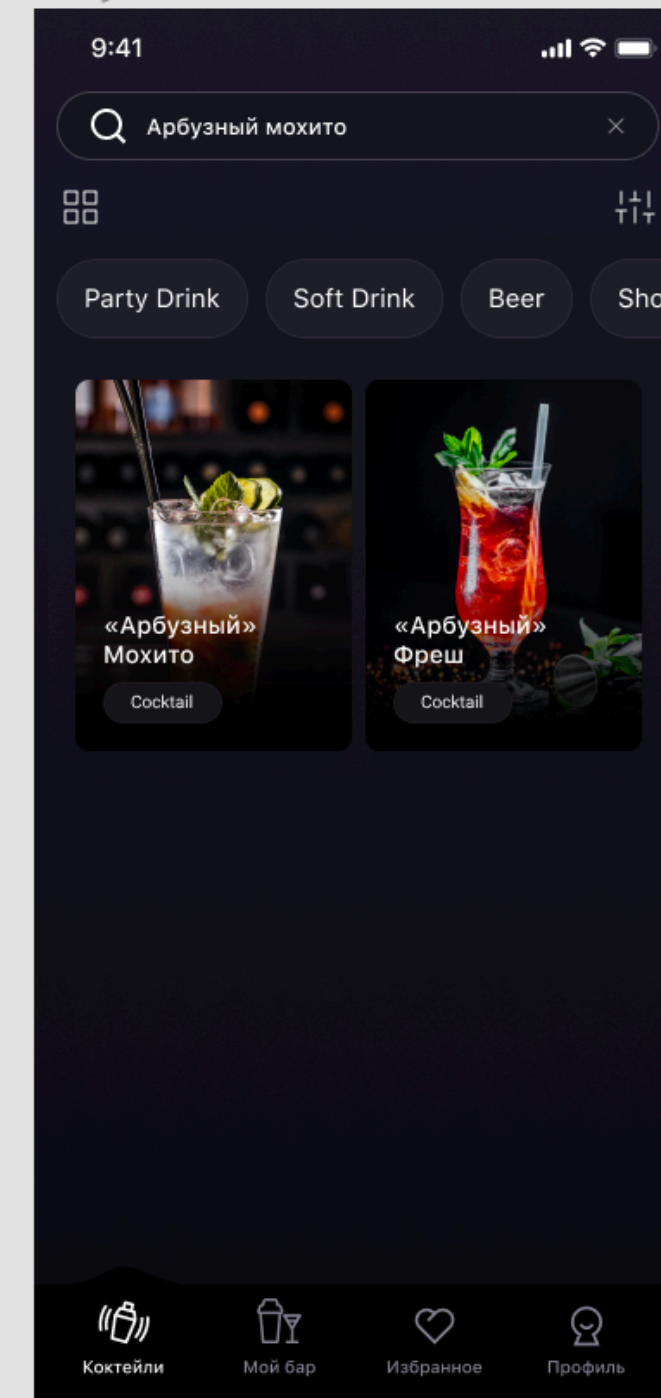 9:41
Арбузный мохито
Party Drink Soft Drink Beer Sho
«Арбузный»
Мохито
Cocktail
«Арбузный»
Фреш
Cocktail
Коктейли Мой бар Избранное Профиль